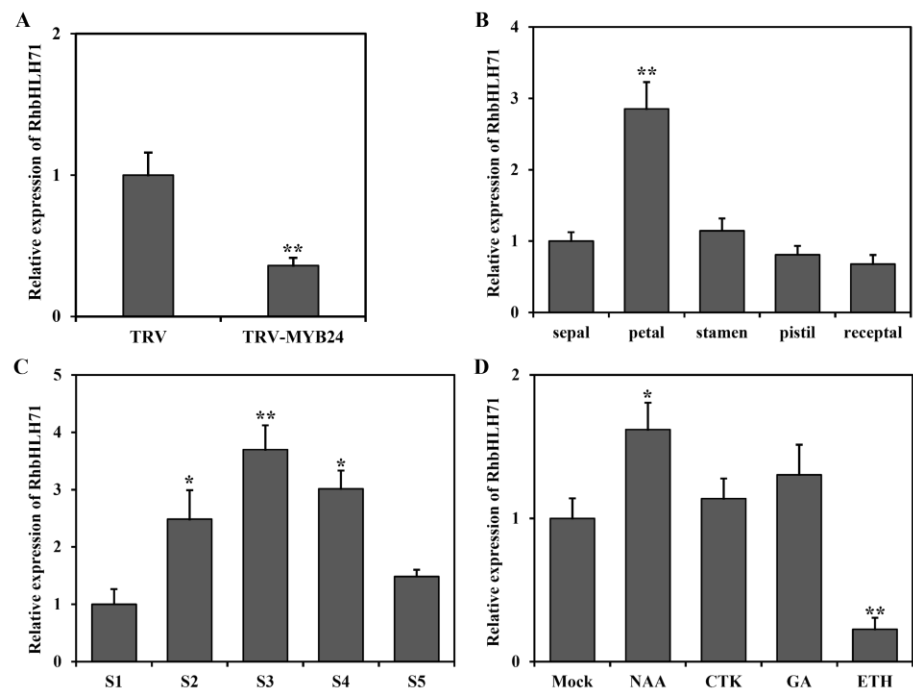 A
Relative expression of RhbHLH71
2
1
0
**
TRV
TRV-MYB24
B
Relative expression of RhbHLH71
4
3
2
1
0
**
sepal
petal
stamen
pistil
receptal
C
Relative expression of RhbHLH71
5
4
3
2
1
0
*
**
*
S1
S2
S3
S4
S5
D
Relative expression of RhbHLH71
2
1
0
*
**
Mock
NAA
CTK
GA
ETH